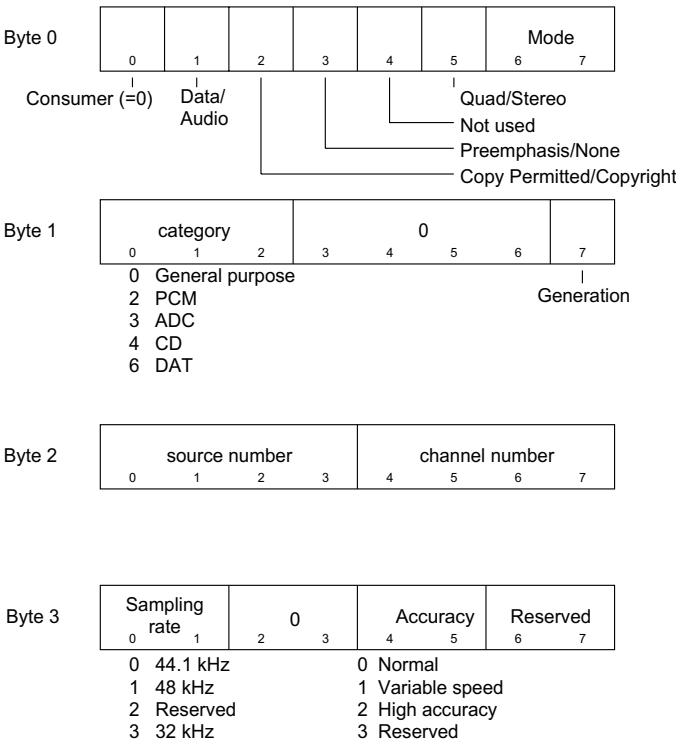 Byte 0
Mode
0 1 2 3 4 5 6 7
Consumer (=0)
Data/
Audio
Quad/Stereo
Not used
Preemphasis/None
Copy Permitted/Copyright
Byte 1
category 0
0 1 2 3 4 5 6 7
0 General purpose
2 PCM
3 ADC
4 CD
6 DAT
Generation
Byte 2
source number channel number
0 1 2 3 4 5 6 7
Byte 3
Sampling
rate
0 Accuracy Reserved
0 1 2 3 4 5 6 7
0 44.1 kHz
1 48 kHz
2 Reserved
3 32 kHz
0 Normal
1 Variable speed
2 High accuracy
3 Reserved